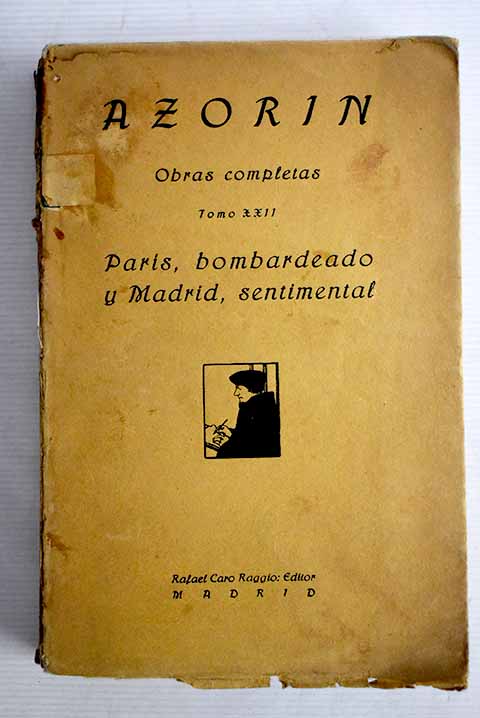 AZORIN
Obras completas
Tomo XXII
París, bombardeado
y Madrid, sentimental
Rafael Caro Raggio: Editor
MADRID